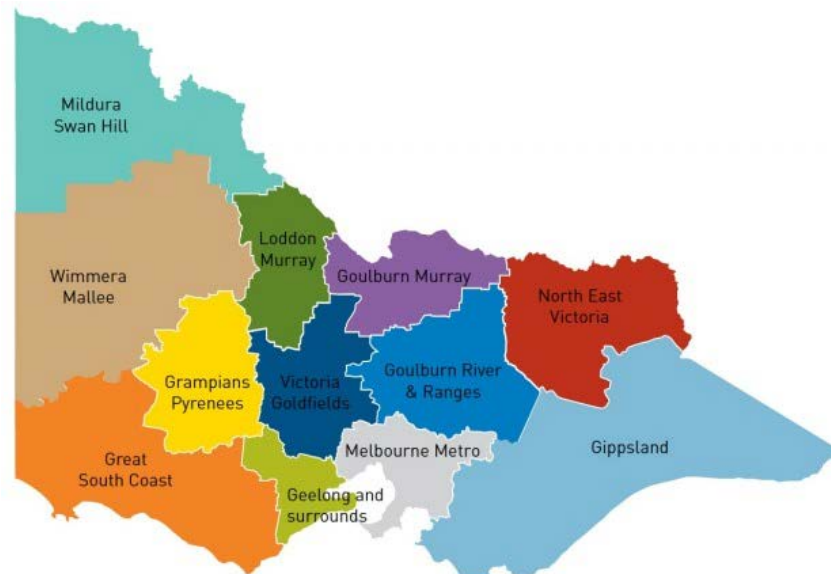 Mildura
Swan Hill
Loddon
Murray
Wimmera
Mallee
Goulburn Murray
North East
Victoria
Grampians
Pyrenees
Victoria
Goldfields
Goulburn River
& Ranges
Great
South Coast
Melbourne Metro
Gippsland
Geelong and
surrounds